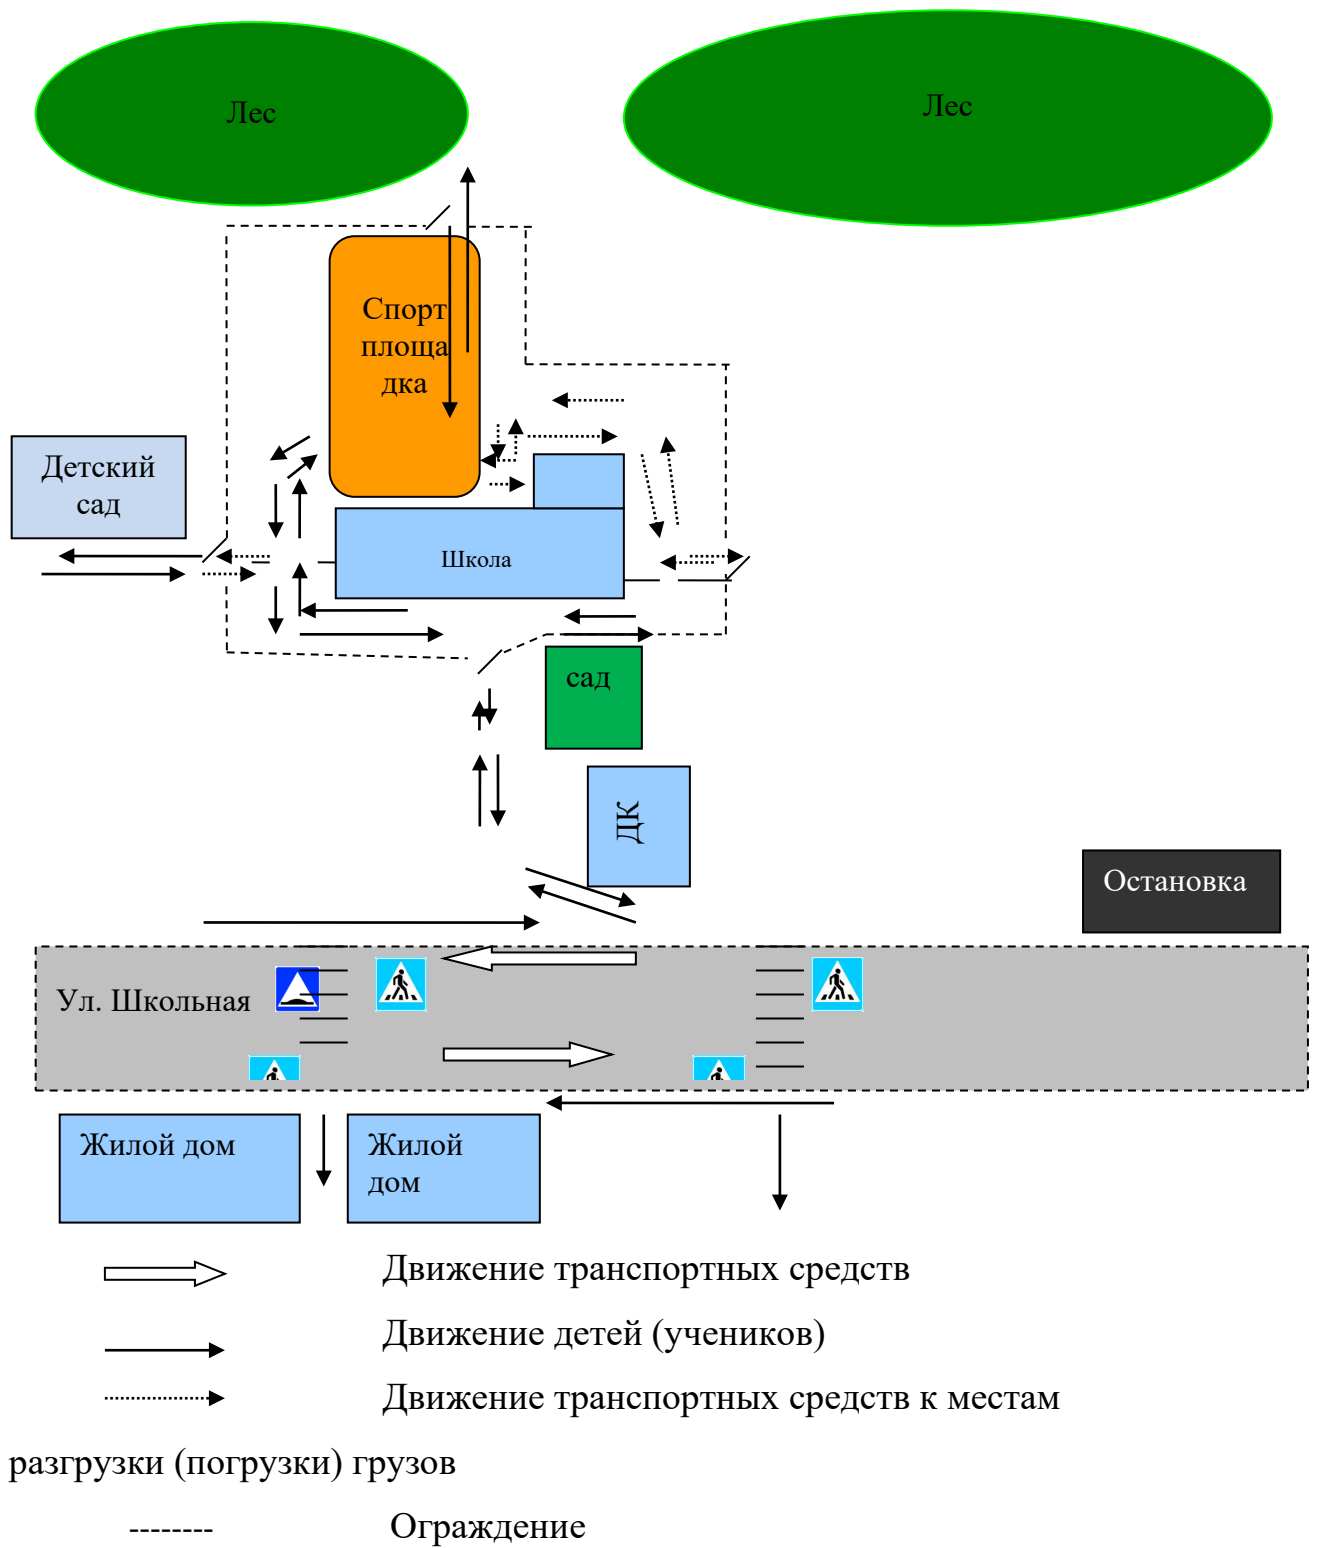 Лес
Лес
Спорт
площа
дка
Детский
сад
Школа
сад
ДК
Остановка
Ул. Школьная
Жилой дом
Жилой
дом
Движение транспортных средств
Движение детей (учеников)
Движение транспортных средств к местам
разгрузки (погрузки) грузов
Ограждение